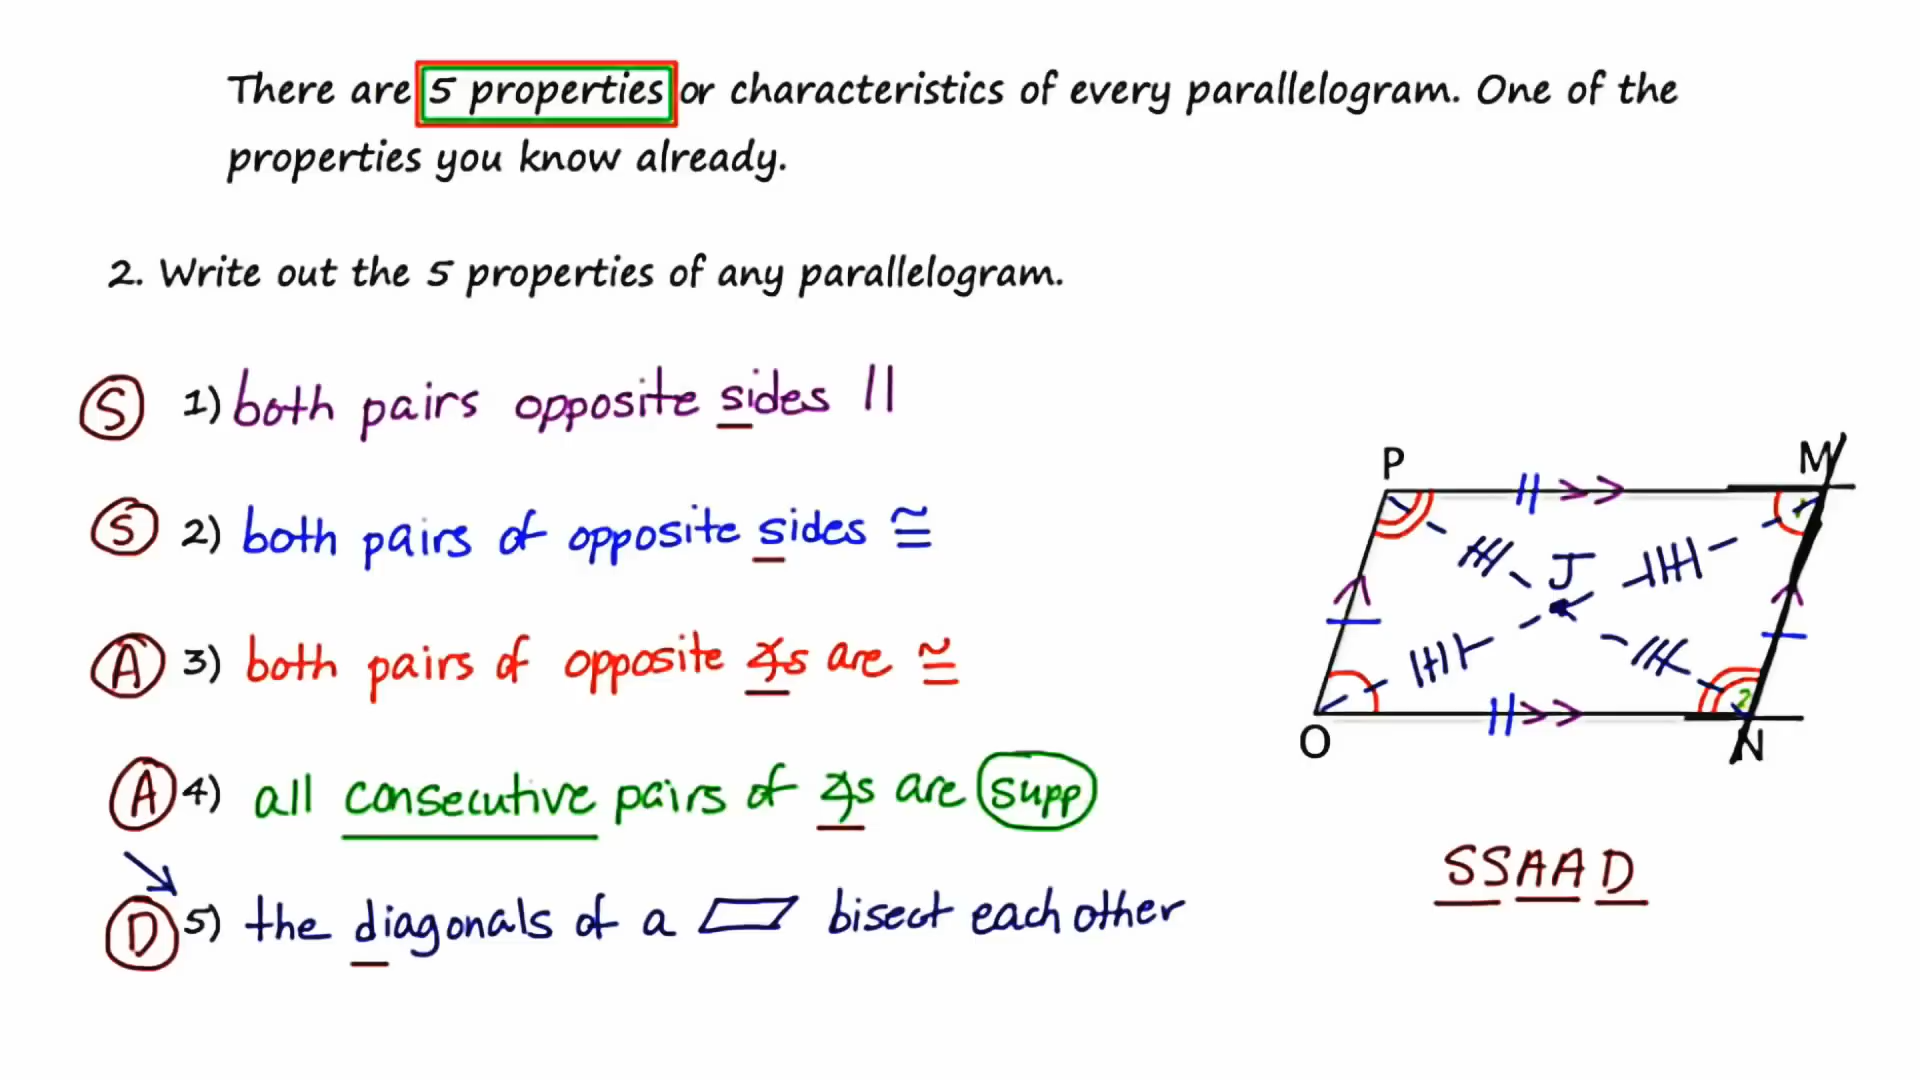 There are 5 properties or characteristics of every parallelogram. One of the
properties you know already.
2. Write out the 5 properties of any parallelogram.
S 1) both pairs opposite sides ||
S 2) both pairs of opposite sides ≅
A 3) both pairs of opposite ∡s are ≅
A 4) all consecutive pairs of ∡s are supp
D 5) the diagonals of a ▱ bisect each other
P
M
J
O
N
2
SSAAD